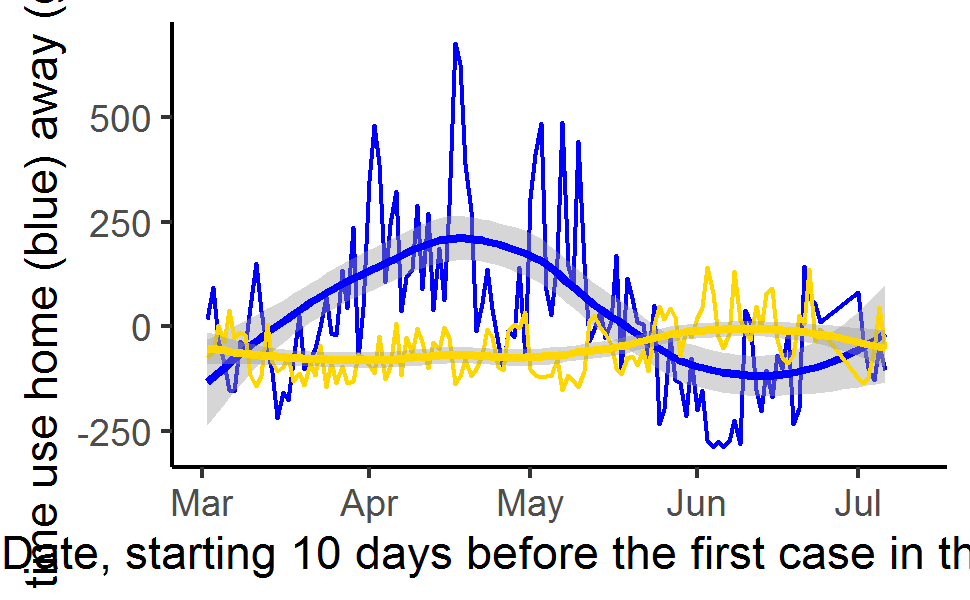 time use home (blue) away (
500
250
0
-250
Mar Apr May Jun Jul
Date, starting 10 days before the first case in th